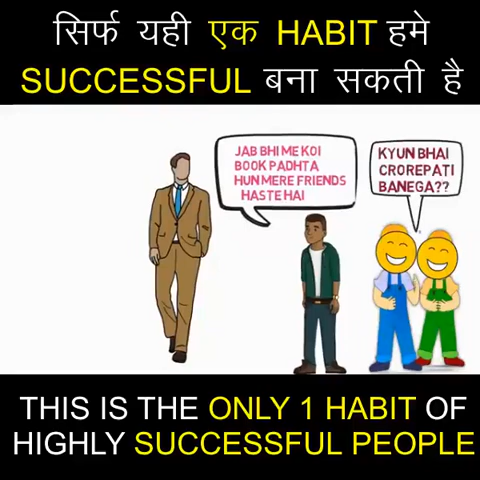 सिर्फ यही एक HABIT हमे
SUCCESSFUL बना सकती है
JAB BHI ME KOI
BOOK PADHTA
HUN MERE FRIENDS
HASTE HAI
KYUN BHAI
CROREPATI
BANEGA??
THIS IS THE ONLY 1 HABIT OF
HIGHLY SUCCESSFUL PEOPLE